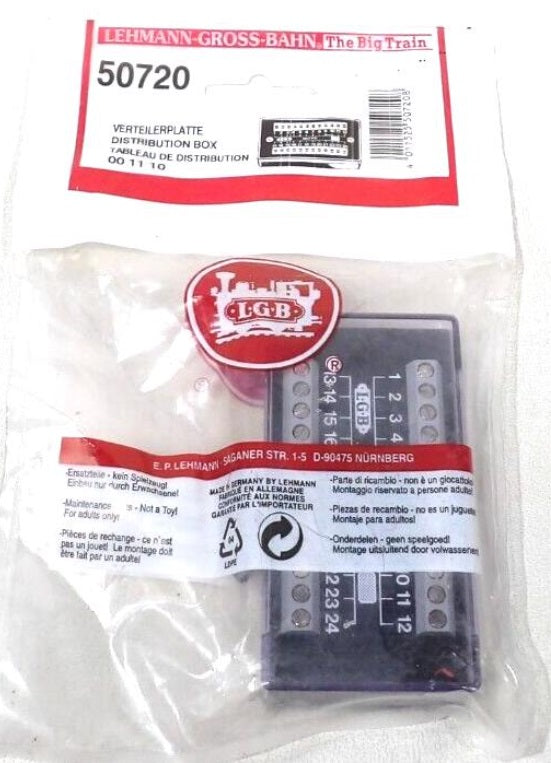 LEHMANN-GROSS-BAHN® The Big Train
50720
VERTEILERPLATTE
DISTRIBUTION BOX
TABLEAU DE DISTRIBUTION
00 11 10
4 011525 507208
L·G·B
®
13 1
14 2
LGB
15 3
16 4
E. P. LEHMANN SAGANER STR. 1-5 D-90475 NÜRNBERG
-Ersatzteile - kein Spielzeug!
Einbau nur durch Erwachsene!
-Maintenance - Not a Toy!
For adults only!
-Pièces de rechange - ce n'est
pas un jouet! Le montage doit
être fait par un adulte!
MADE IN GERMANY BY LEHMANN
FABRIQUÉ EN ALLEMAGNE
CONFORMITÉ AUX NORMES
GARANTIE PAR L'IMPORTATEUR
04
LDPE
-Parte di ricambio - non è un giocattolo
Montaggio riservato a persone adulte!
-Piezas de recambio - no es un juguete
Montaje para adultos!
-Onderdelen - geen speelgoed!
Montage uitsluitend door volwassenen!
23 11
24 12